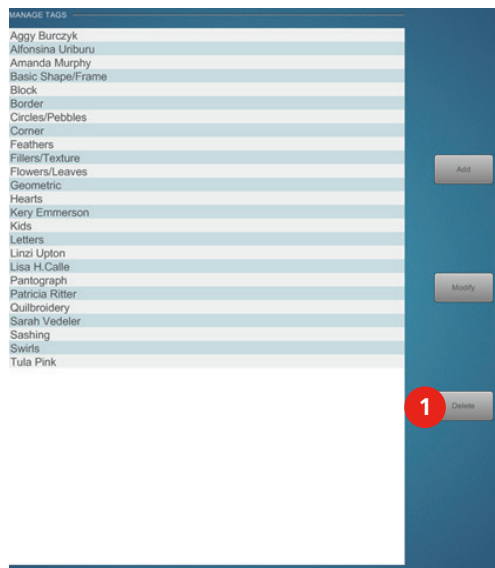 MANAGE TAGS
Aggy Burczyk
Alfonsina Uriburu
Amanda Murphy
Basic Shape/Frame
Block
Border
Circles/Pebbles
Corner
Feathers
Fillers/Texture
Flowers/Leaves
Geometric
Hearts
Kery Emmerson
Kids
Letters
Linzi Upton
Lisa H.Calle
Pantograph
Patricia Ritter
Quilbroidery
Sarah Vedeler
Sashing
Swirls
Tula Pink
Add
Modify
1 Delete